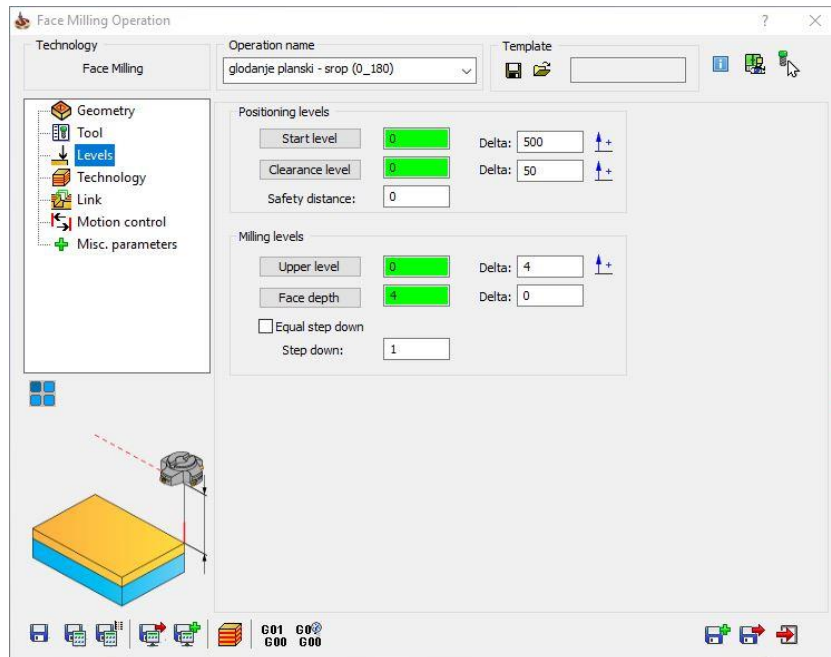 Face Milling Operation
Technology
Face Milling
Operation name
glodanje planski - srop (0_180)
Template
Geometry
Tool
Levels
Technology
Link
Motion control
Misc. parameters
Positioning levels
Start level 0 Delta: 500
Clearance level 0 Delta: 50
Safety distance: 0
Milling levels
Upper level 0 Delta: 4
Face depth 4 Delta: 0
Equal step down
Step down: 1
G01 G00
G00 G00